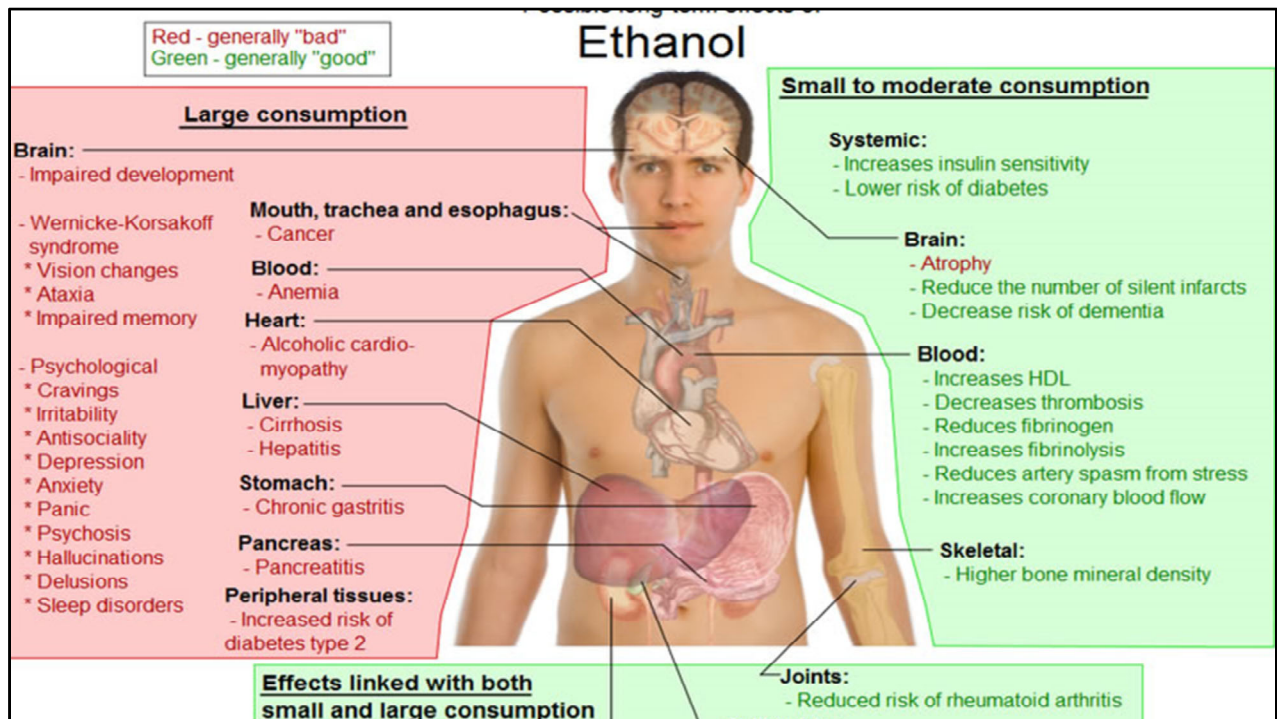 Possible long-term effects of
Ethanol
Red - generally "bad"
Green - generally "good"
Large consumption
Brain:
- Impaired development
- Wernicke-Korsakoff
syndrome
* Vision changes
* Ataxia
* Impaired memory
- Psychological
* Cravings
* Irritability
* Antisociality
* Depression
* Anxiety
* Panic
* Psychosis
* Hallucinations
* Delusions
* Sleep disorders
Mouth, trachea and esophagus:
- Cancer
Blood:
- Anemia
Heart:
- Alcoholic cardio-
myopathy
Liver:
- Cirrhosis
- Hepatitis
Stomach:
- Chronic gastritis
Pancreas:
- Pancreatitis
Peripheral tissues:
- Increased risk of
diabetes type 2
Small to moderate consumption
Systemic:
- Increases insulin sensitivity
- Lower risk of diabetes
Brain:
- Atrophy
- Reduce the number of silent infarcts
- Decrease risk of dementia
Blood:
- Increases HDL
- Decreases thrombosis
- Reduces fibrinogen
- Increases fibrinolysis
- Reduces artery spasm from stress
- Increases coronary blood flow
Skeletal:
- Higher bone mineral density
Effects linked with both
small and large consumption
Joints:
- Reduced risk of rheumatoid arthritis